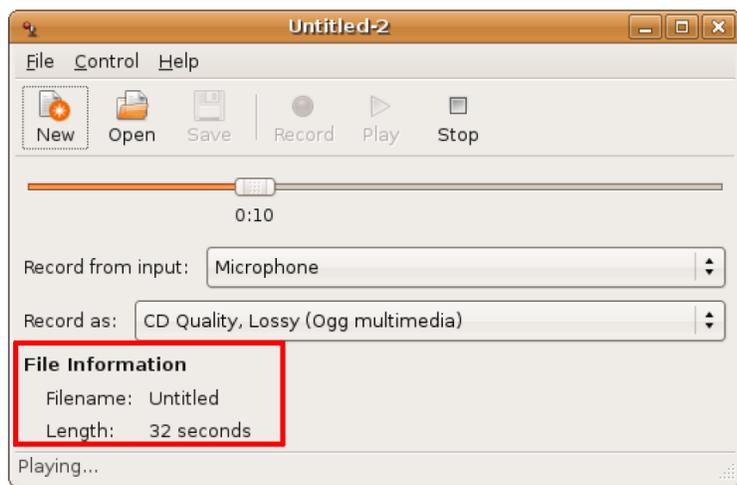 Untitled-2
File Control Help
New Open Save Record Play Stop
0:10
Record from input: Microphone
Record as: CD Quality, Lossy (Ogg multimedia)
File Information
Filename: Untitled
Length: 32 seconds
Playing...